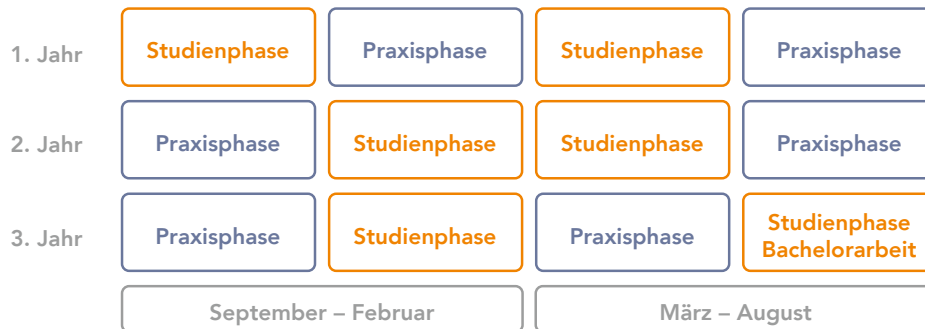 1. Jahr Studienphase Praxisphase Studienphase Praxisphase
2. Jahr Praxisphase Studienphase Studienphase Praxisphase
3. Jahr Praxisphase Studienphase Praxisphase Studienphase
Bachelorarbeit
September – Februar März – August